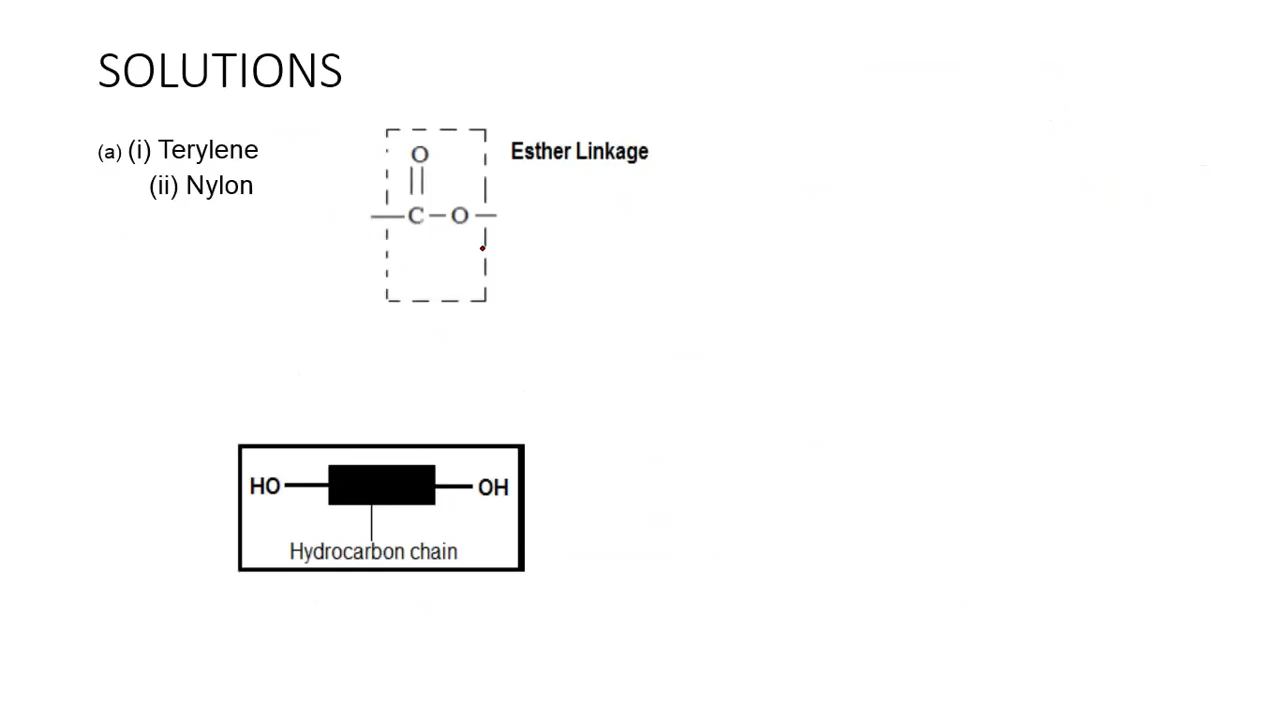 SOLUTIONS
(a) (i) Terylene
(ii) Nylon
O
C O
Esther Linkage
HO OH
Hydrocarbon chain